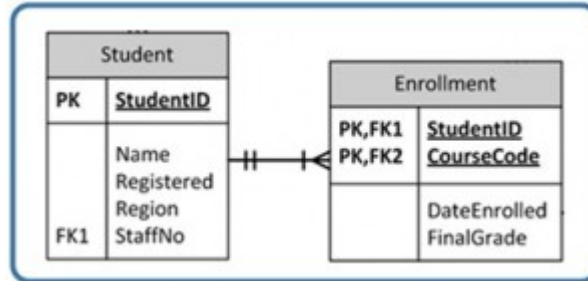 Student
PK StudentID
Name
Registered
Region
FK1 StaffNo
Enrollment
PK,FK1 StudentID
PK,FK2 CourseCode
DateEnrolled
FinalGrade